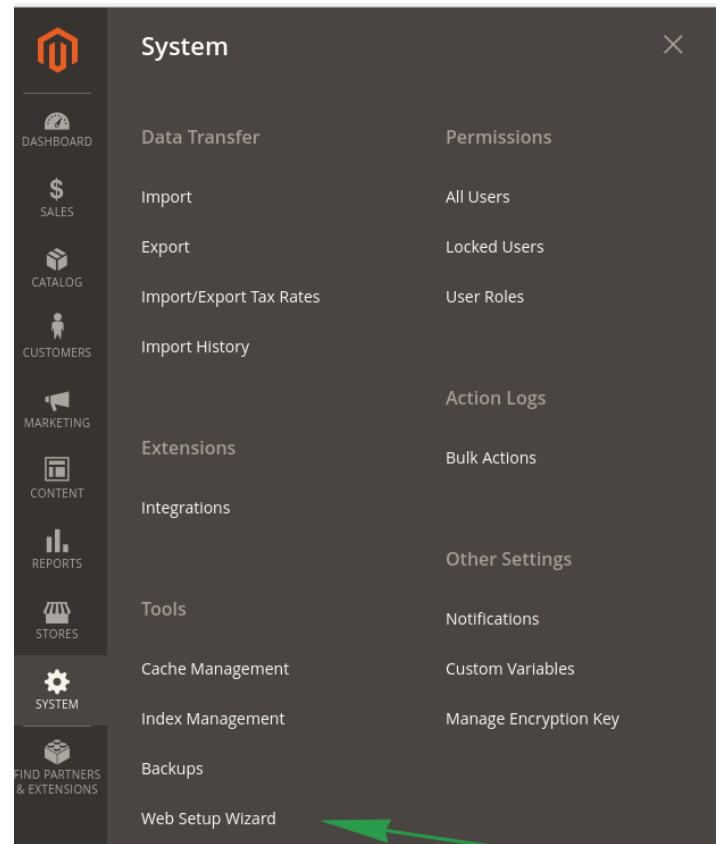 System
DASHBOARD
SALES
CATALOG
CUSTOMERS
MARKETING
CONTENT
REPORTS
STORES
SYSTEM
FIND PARTNERS
& EXTENSIONS
Data Transfer
Import
Export
Import/Export Tax Rates
Import History
Extensions
Integrations
Tools
Cache Management
Index Management
Backups
Web Setup Wizard
Permissions
All Users
Locked Users
User Roles
Action Logs
Bulk Actions
Other Settings
Notifications
Custom Variables
Manage Encryption Key